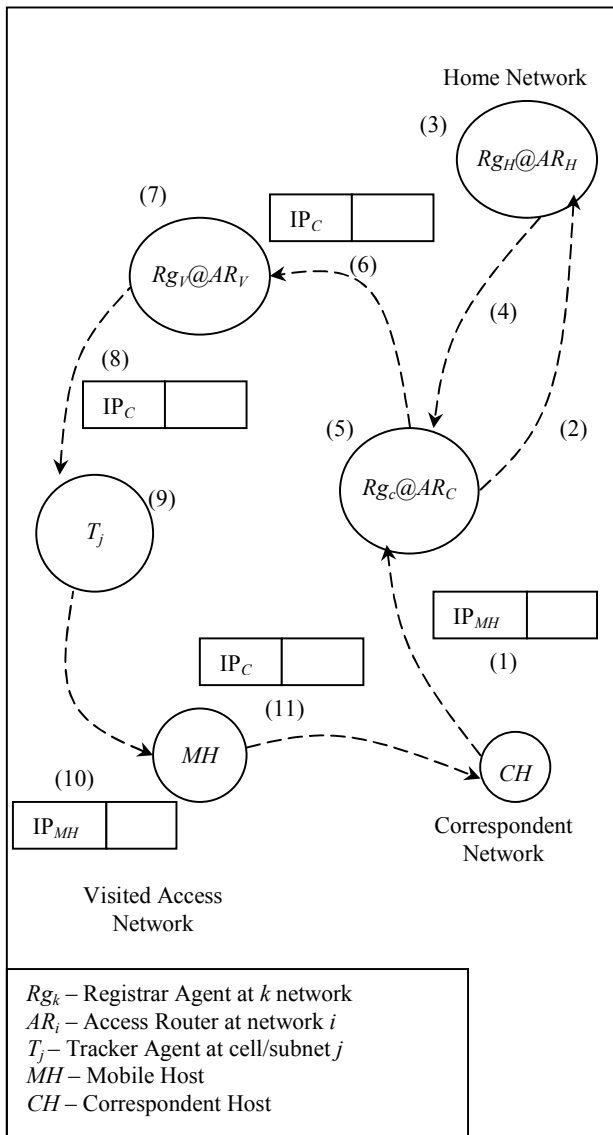 Home Network
(3)
Rg_H@AR_H
(7)
IP_C
Rg_V@AR_V
(6)
(4)
(8)
IP_C
(5)
(2)
Rg_c@AR_C
(9)
T_j
IP_MH
IP_C
(1)
(11)
MH
CH
(10)
IP_MH
Correspondent
Network
Visited Access
Network
Rg_k – Registrar Agent at k network
AR_i – Access Router at network i
T_j – Tracker Agent at cell/subnet j
MH – Mobile Host
CH – Correspondent Host